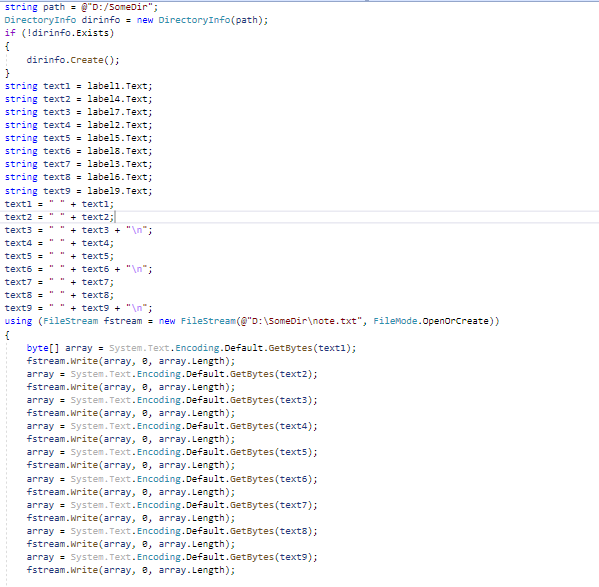 string path = @"D:/SomeDir";
DirectoryInfo dirinfo = new DirectoryInfo(path);
if (!dirinfo.Exists)
{
dirinfo.Create();
}
string text1 = label1.Text;
string text2 = label4.Text;
string text3 = label7.Text;
string text4 = label2.Text;
string text5 = label5.Text;
string text6 = label8.Text;
string text7 = label3.Text;
string text8 = label6.Text;
string text9 = label9.Text;
text1 = " " + text1;
text2 = " " + text2;
text3 = " " + text3 + "\n";
text4 = " " + text4;
text5 = " " + text5;
text6 = " " + text6 + "\n";
text7 = " " + text7;
text8 = " " + text8;
text9 = " " + text9 + "\n";
using (FileStream fstream = new FileStream(@"D:\SomeDir\note.txt", FileMode.OpenOrCreate))
{
byte[] array = System.Text.Encoding.Default.GetBytes(text1);
fstream.Write(array, 0, array.Length);
array = System.Text.Encoding.Default.GetBytes(text2);
fstream.Write(array, 0, array.Length);
array = System.Text.Encoding.Default.GetBytes(text3);
fstream.Write(array, 0, array.Length);
array = System.Text.Encoding.Default.GetBytes(text4);
fstream.Write(array, 0, array.Length);
array = System.Text.Encoding.Default.GetBytes(text5);
fstream.Write(array, 0, array.Length);
array = System.Text.Encoding.Default.GetBytes(text6);
fstream.Write(array, 0, array.Length);
array = System.Text.Encoding.Default.GetBytes(text7);
fstream.Write(array, 0, array.Length);
array = System.Text.Encoding.Default.GetBytes(text8);
fstream.Write(array, 0, array.Length);
array = System.Text.Encoding.Default.GetBytes(text9);
fstream.Write(array, 0, array.Length);